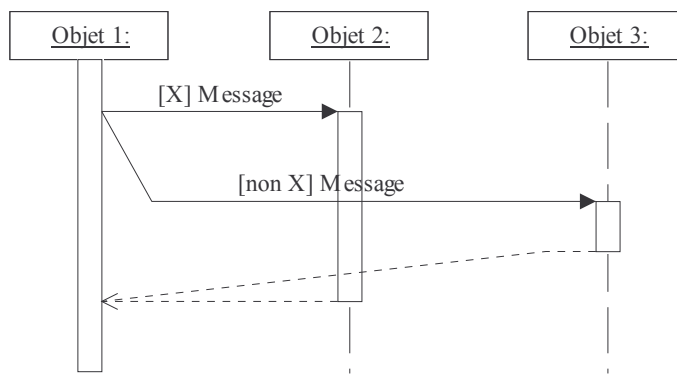 Objet 1:
Objet 2:
Objet 3:
[X] Message
[non X] Message